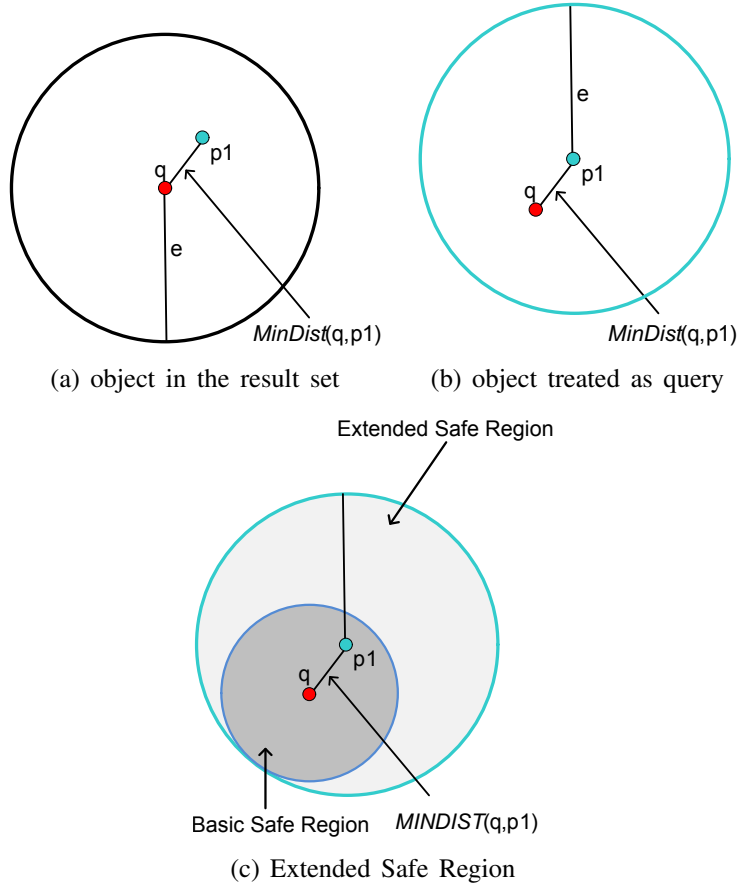 p1
q
e
MinDist(q,p1)
(a) object in the result set
e
p1
q
MinDist(q,p1)
(b) object treated as query
Extended Safe Region
p1
q
Basic Safe Region
MINDIST(q,p1)
(c) Extended Safe Region